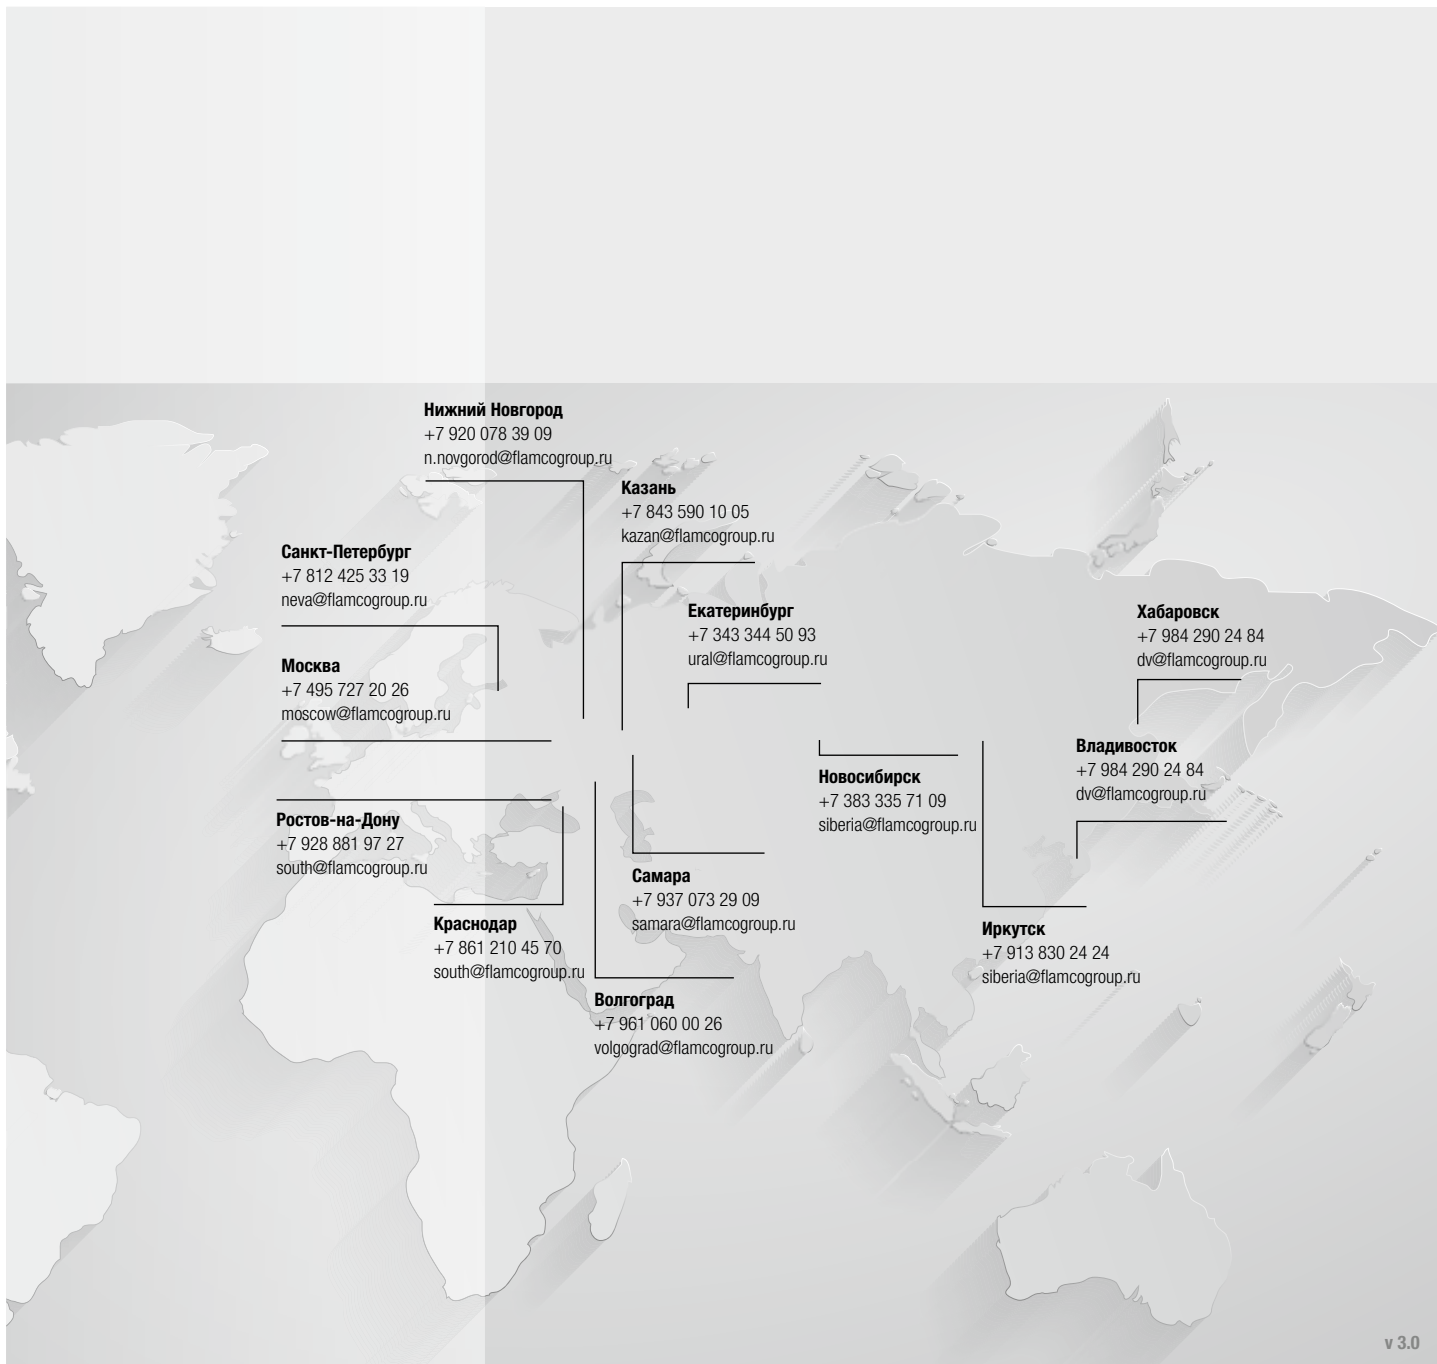 Нижний Новгород
+7 920 078 39 09
n.novgorod@flamcogroup.ru
Казань
+7 843 590 10 05
kazan@flamcogroup.ru
Санкт-Петербург
+7 812 425 33 19
neva@flamcogroup.ru
Екатеринбург
+7 343 344 50 93
ural@flamcogroup.ru
Хабаровск
+7 984 290 24 84
dv@flamcogroup.ru
Москва
+7 495 727 20 26
moscow@flamcogroup.ru
Владивосток
+7 984 290 24 84
dv@flamcogroup.ru
Новосибирск
+7 383 335 71 09
siberia@flamcogroup.ru
Ростов-на-Дону
+7 928 881 97 27
south@flamcogroup.ru
Самара
+7 937 073 29 09
samara@flamcogroup.ru
Краснодар
+7 861 210 45 70
south@flamcogroup.ru
Иркутск
+7 913 830 24 24
siberia@flamcogroup.ru
Волгоград
+7 961 060 00 26
volgograd@flamcogroup.ru
v 3.0